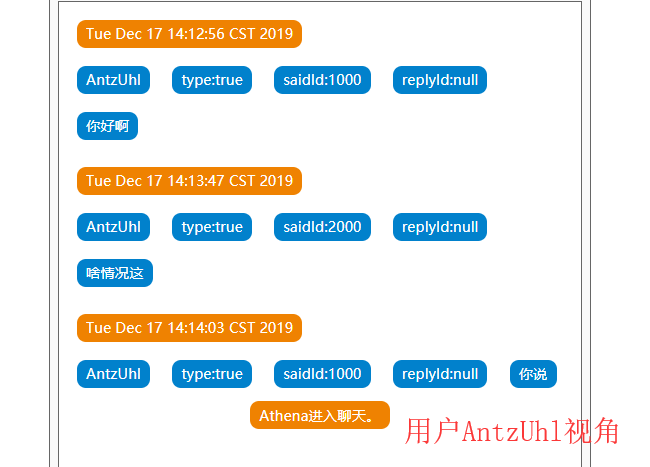 Tue Dec 17 14:12:56 CST 2019
AntzUhl type:true saidId:1000 replyId:null
你好啊
Tue Dec 17 14:13:47 CST 2019
AntzUhl type:true saidId:2000 replyId:null
啥情况这
Tue Dec 17 14:14:03 CST 2019
AntzUhl type:true saidId:1000 replyId:null 你说
Athena进入聊天。
用户AntzUhl视角